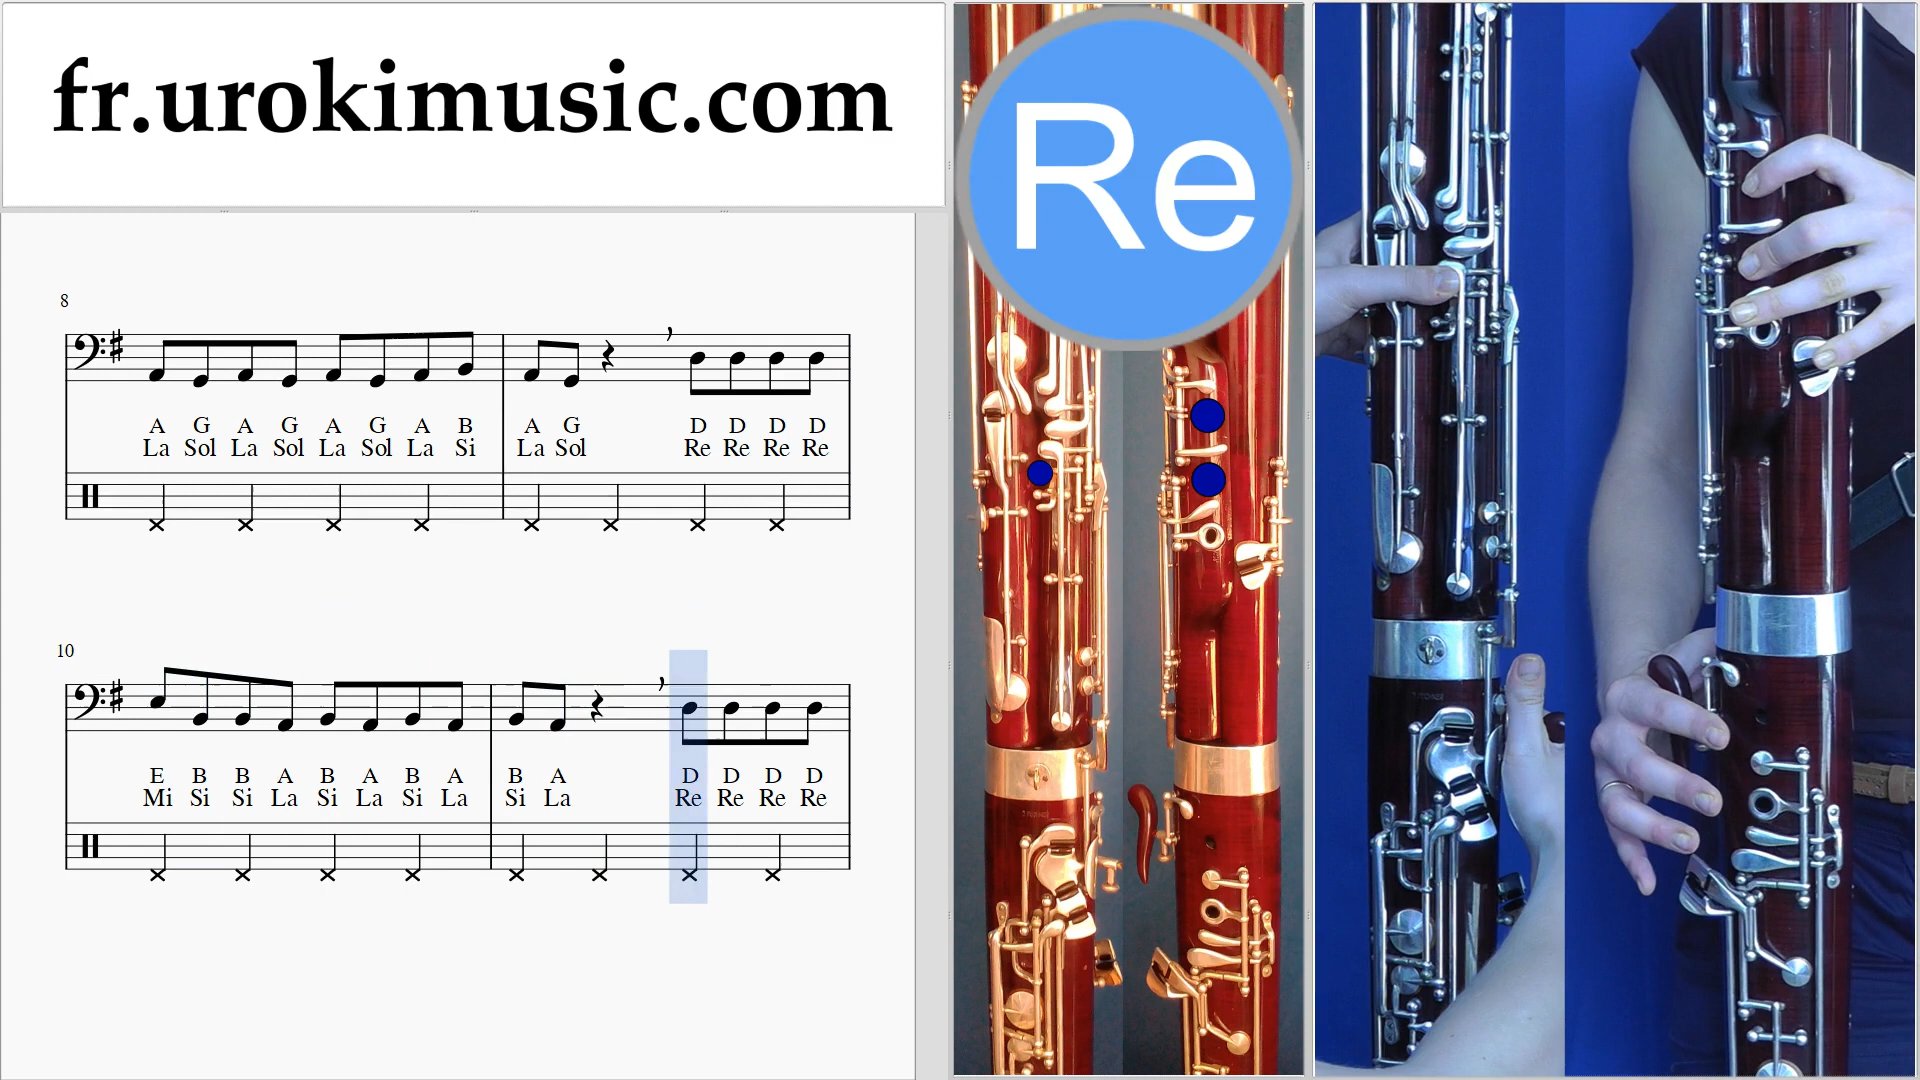 fr.urokimusic.com
Re
8
A G A G A G A B A G D D D D
La Sol La Sol La Sol La Si La Sol Re Re Re Re
10
E B B A B A B A B A D D D D
Mi Si Si La Si La Si La Si La Re Re Re Re